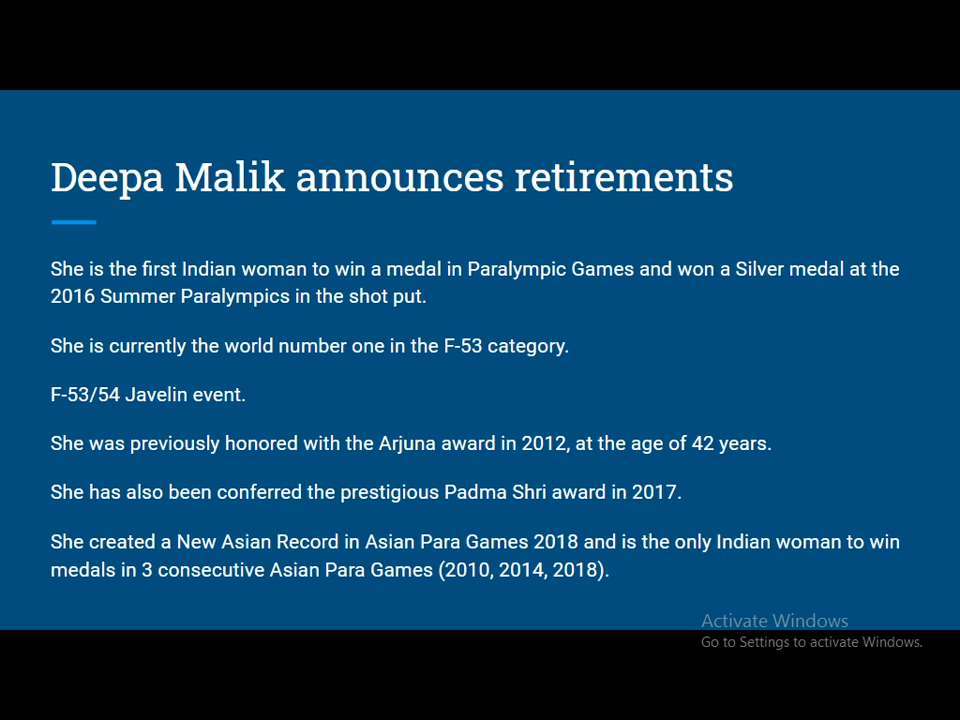 Deepa Malik announces retirements
She is the first Indian woman to win a medal in Paralympic Games and won a Silver medal at the
2016 Summer Paralympics in the shot put.
She is currently the world number one in the F-53 category.
F-53/54 Javelin event.
She was previously honored with the Arjuna award in 2012, at the age of 42 years.
She has also been conferred the prestigious Padma Shri award in 2017.
She created a New Asian Record in Asian Para Games 2018 and is the only Indian woman to win
medals in 3 consecutive Asian Para Games (2010, 2014, 2018).
Activate Windows
Go to Settings to activate Windows.